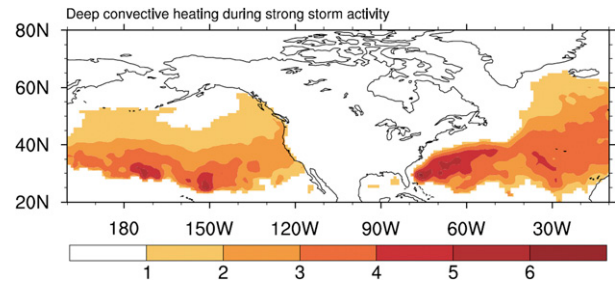 Deep convective heating during strong storm activity
80N
60N
40N
20N
180 150W 120W 90W 60W 30W
1 2 3 4 5 6